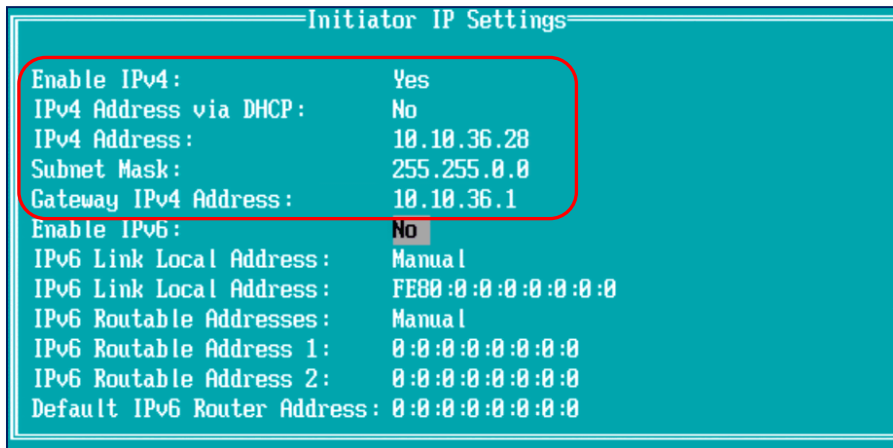 Initiator IP Settings
Enable IPv4: Yes
IPv4 Address via DHCP: No
IPv4 Address: 10.10.36.28
Subnet Mask: 255.255.0.0
Gateway IPv4 Address: 10.10.36.1
Enable IPv6: No
IPv6 Link Local Address: Manual
IPv6 Link Local Address: FE80:0:0:0:0:0:0:0
IPv6 Routable Addresses: Manual
IPv6 Routable Address 1: 0:0:0:0:0:0:0:0
IPv6 Routable Address 2: 0:0:0:0:0:0:0:0
Default IPv6 Router Address: 0:0:0:0:0:0:0:0